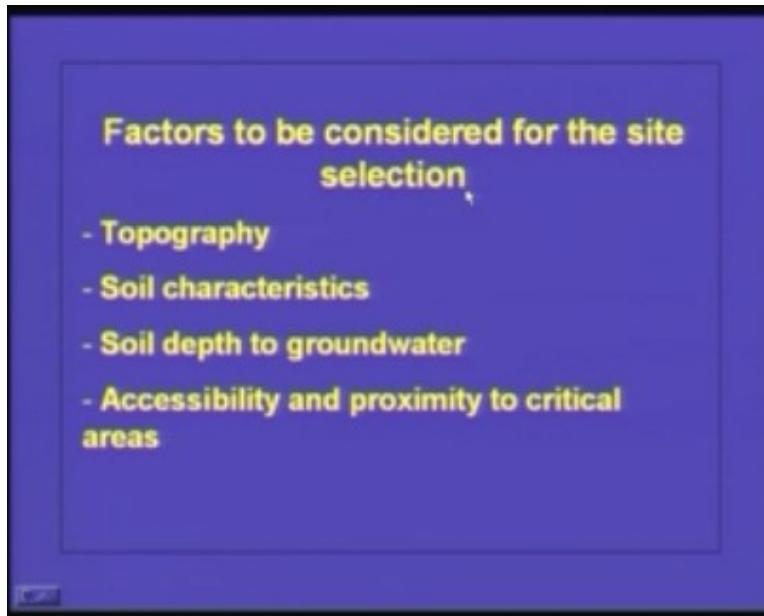 Factors to be considered for the site
selection
- Topography
- Soil characteristics
- Soil depth to groundwater
- Accessibility and proximity to critical
areas